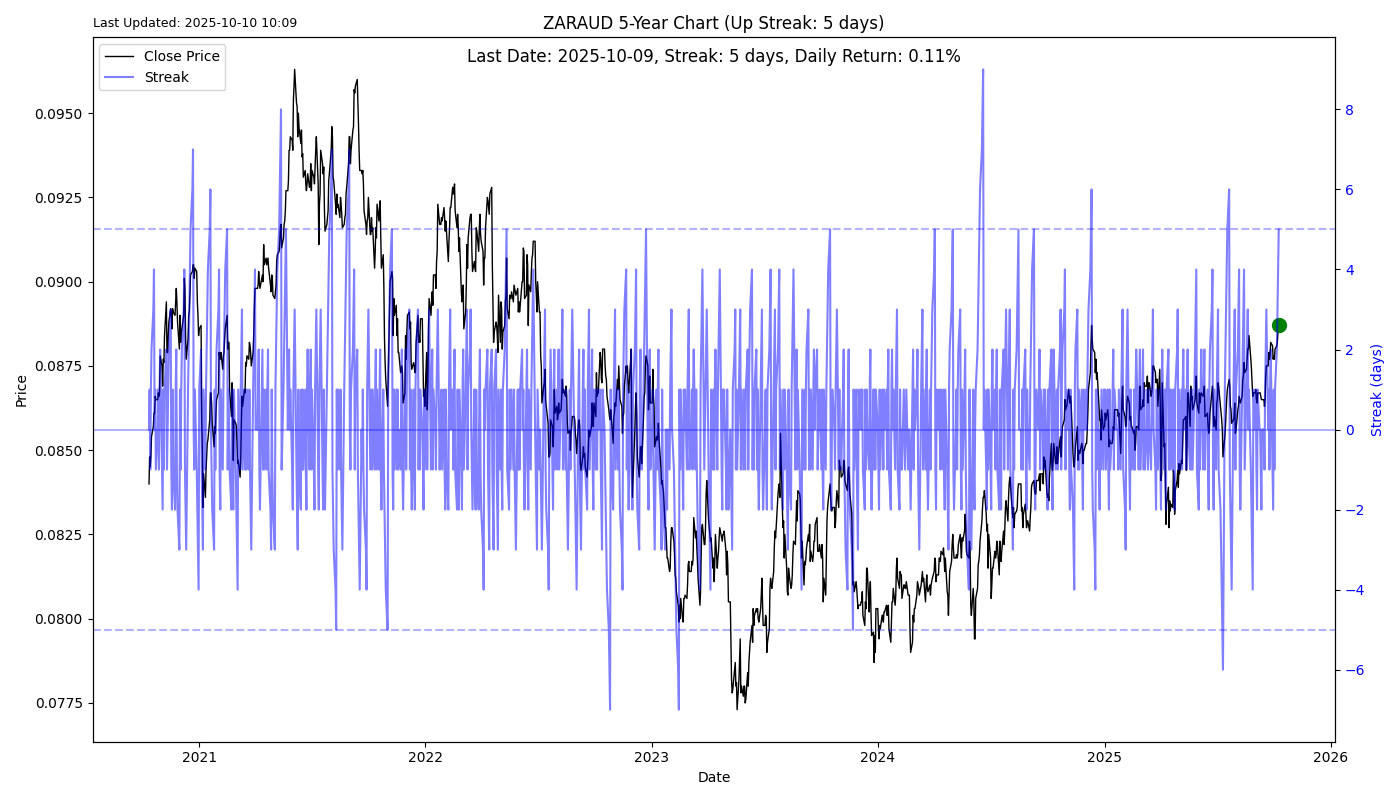 Last Updated: 2025-10-10 10:09
ZARAUD 5-Year Chart (Up Streak: 5 days)
Last Date: 2025-10-09, Streak: 5 days, Daily Return: 0.11%
Close Price
Streak
Price
0.0950
0.0925
0.0900
0.0875
0.0850
0.0825
0.0800
0.0775
8
6
4
2
0
−2
−4
−6
Streak (days)
2021 2022 2023 2024 2025 2026
Date